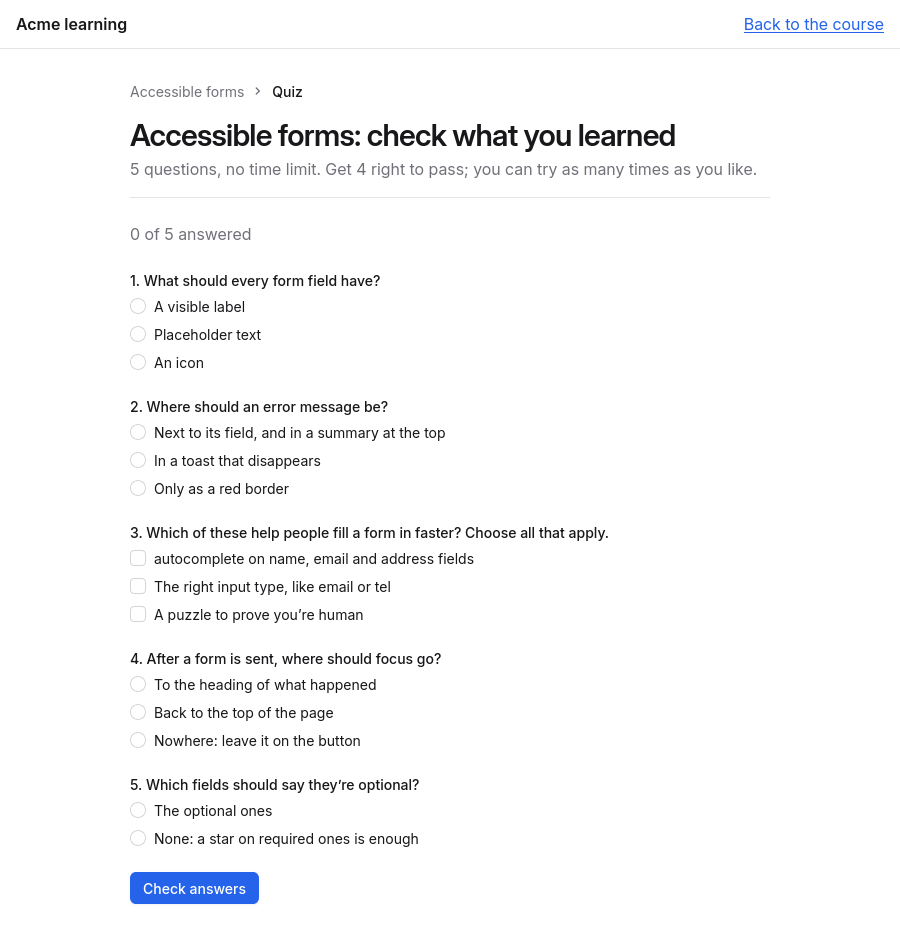 Acme learning
Back to the course
Accessible forms
Quiz
Accessible forms: check what you learned
5 questions, no time limit. Get 4 right to pass; you can try as many times as you like.
0 of 5 answered
1. What should every form field have?
A visible label
Placeholder text
An icon
2. Where should an error message be?
Next to its field, and in a summary at the top
In a toast that disappears
Only as a red border
3. Which of these help people fill a form in faster? Choose all that apply.
autocomplete on name, email and address fields
The right input type, like email or tel
A puzzle to prove you’re human
4. After a form is sent, where should focus go?
To the heading of what happened
Back to the top of the page
Nowhere: leave it on the button
5. Which fields should say they’re optional?
The optional ones
None: a star on required ones is enough
Check answers